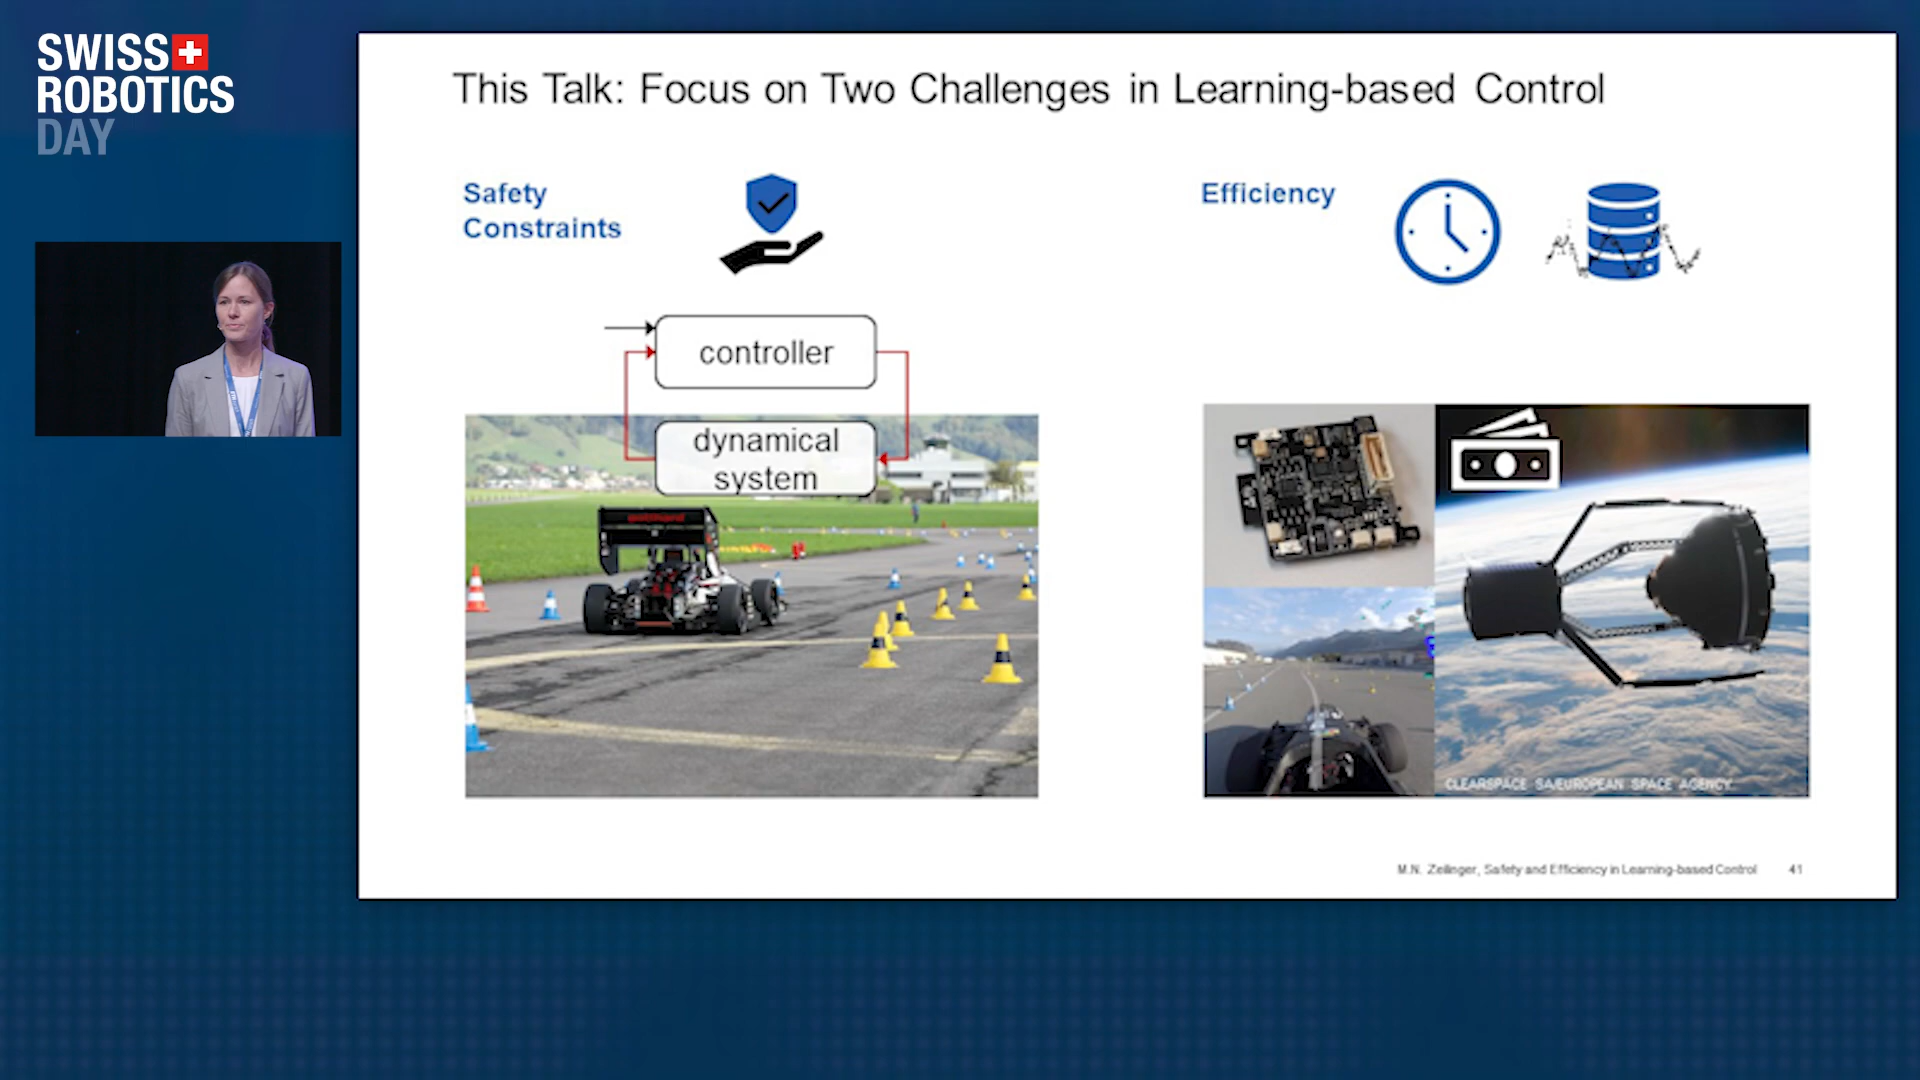 SWISS
ROBOTICS
DAY
This Talk: Focus on Two Challenges in Learning-based Control
Safety
Constraints
Efficiency
controller
dynamical
system
gotthard
CLEARSPACE SA/EUROPEAN SPACE AGENCY
M.N. Zeilinger, Safety and Efficiency in Learning-based Control 41